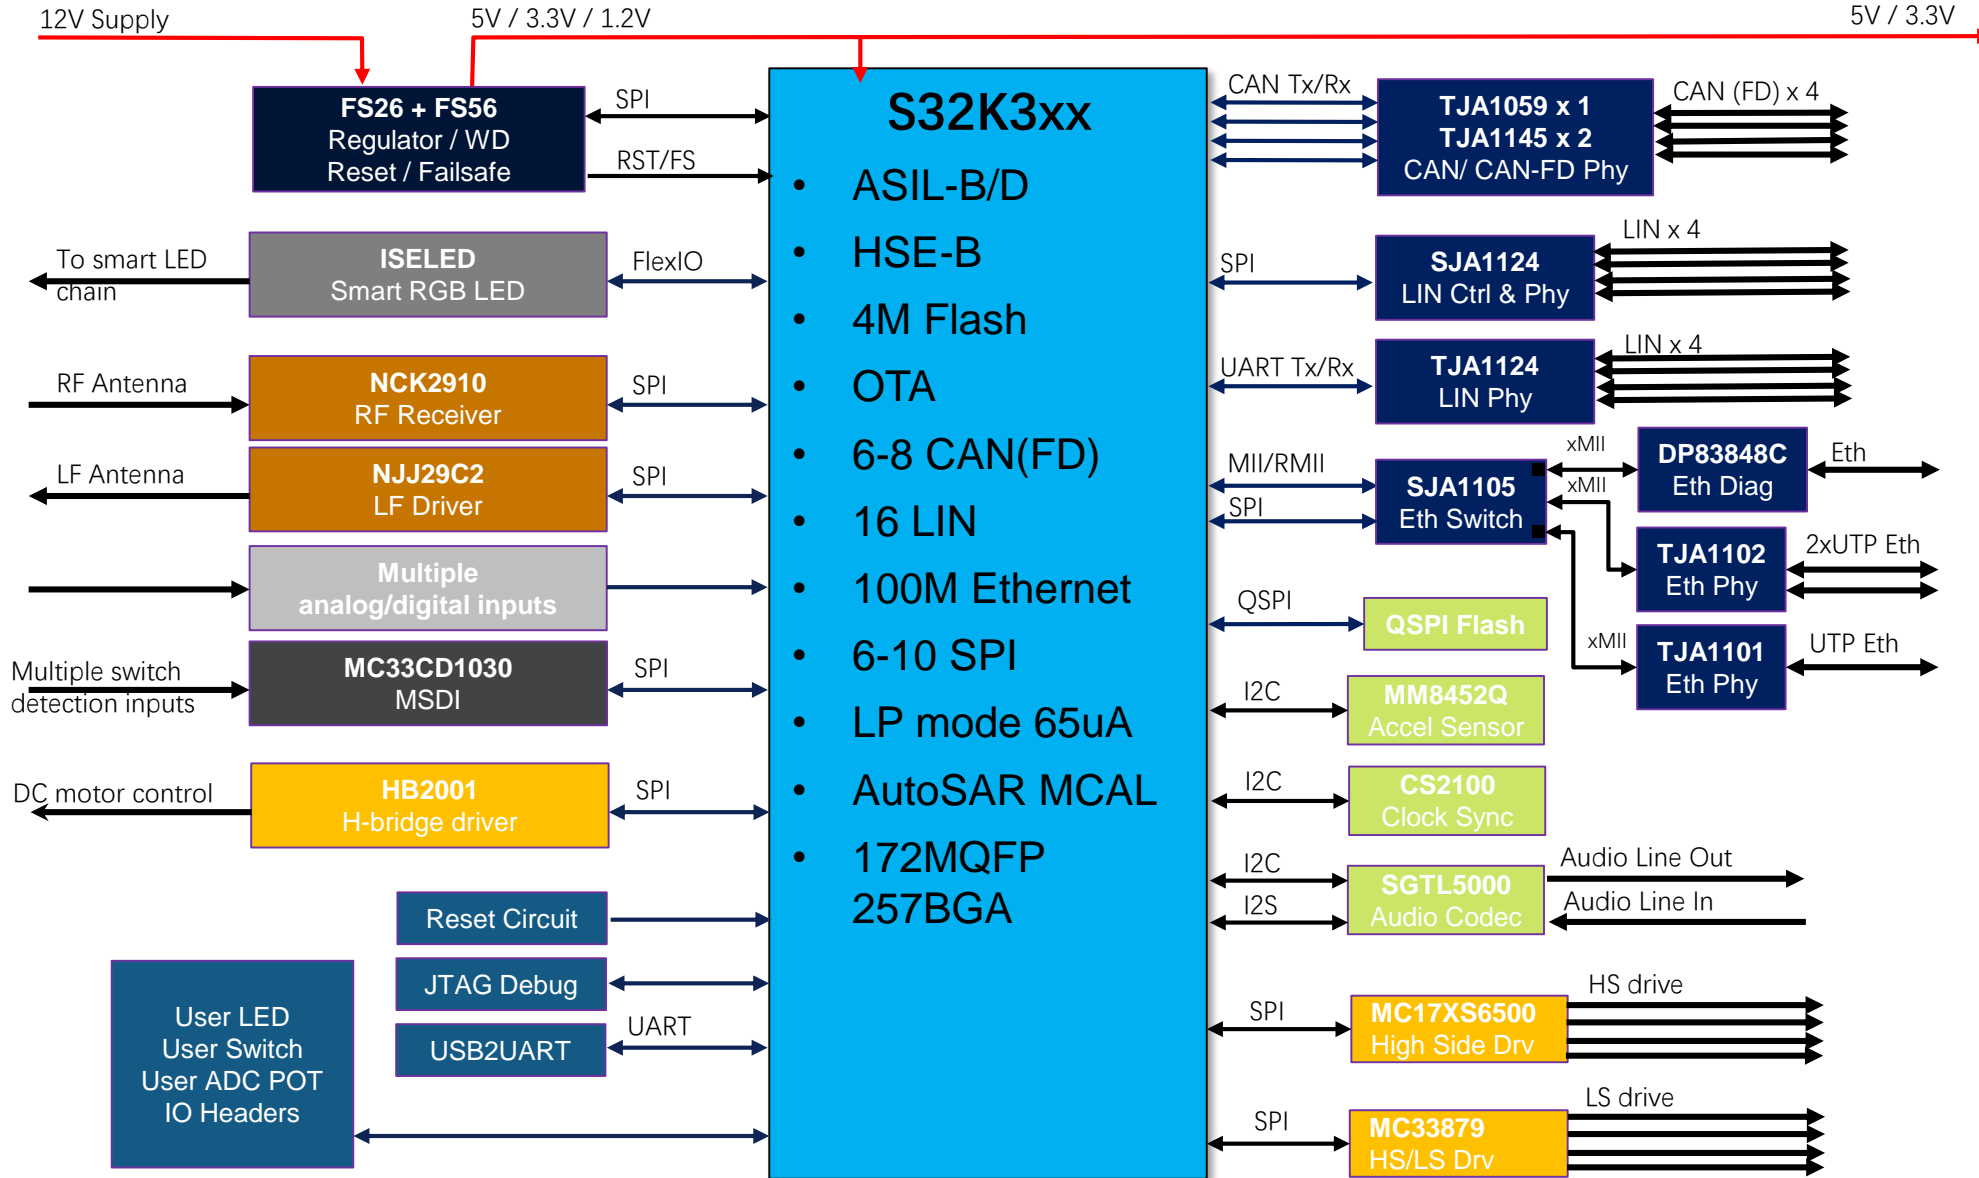 12V Supply
5V / 3.3V / 1.2V
5V / 3.3V
FS26 + FS56
Regulator / WD
Reset / Failsafe
SPI
RST/FS
To smart LED
chain
ISELED
Smart RGB LED
FlexIO
RF Antenna
NCK2910
RF Receiver
SPI
LF Antenna
NJJ29C2
LF Driver
SPI
Multiple
analog/digital inputs
Multiple switch
detection inputs
MC33CD1030
MSDI
SPI
DC motor control
HB2001
H-bridge driver
SPI
Reset Circuit
JTAG Debug
USB2UART
UART
User LED
User Switch
User ADC POT
IO Headers
S32K3xx
• ASIL-B/D
• HSE-B
• 4M Flash
• OTA
• 6-8 CAN(FD)
• 16 LIN
• 100M Ethernet
• 6-10 SPI
• LP mode 65uA
• AutoSAR MCAL
• 172MQFP
257BGA
CAN Tx/Rx
TJA1059 x 1
TJA1145 x 2
CAN/ CAN-FD Phy
CAN (FD) x 4
SPI
SJA1124
LIN Ctrl & Phy
LIN x 4
UART Tx/Rx
TJA1124
LIN Phy
LIN x 4
MII/RMII
SPI
SJA1105
Eth Switch
xMII
xMII
xMII
DP83848C
Eth Diag
Eth
TJA1102
Eth Phy
2xUTP Eth
TJA1101
Eth Phy
UTP Eth
QSPI
QSPI Flash
I2C
MM8452Q
Accel Sensor
I2C
CS2100
Clock Sync
I2C
I2S
SGTL5000
Audio Codec
Audio Line Out
Audio Line In
SPI
MC17XS6500
High Side Drv
HS drive
SPI
MC33879
HS/LS Drv
LS drive